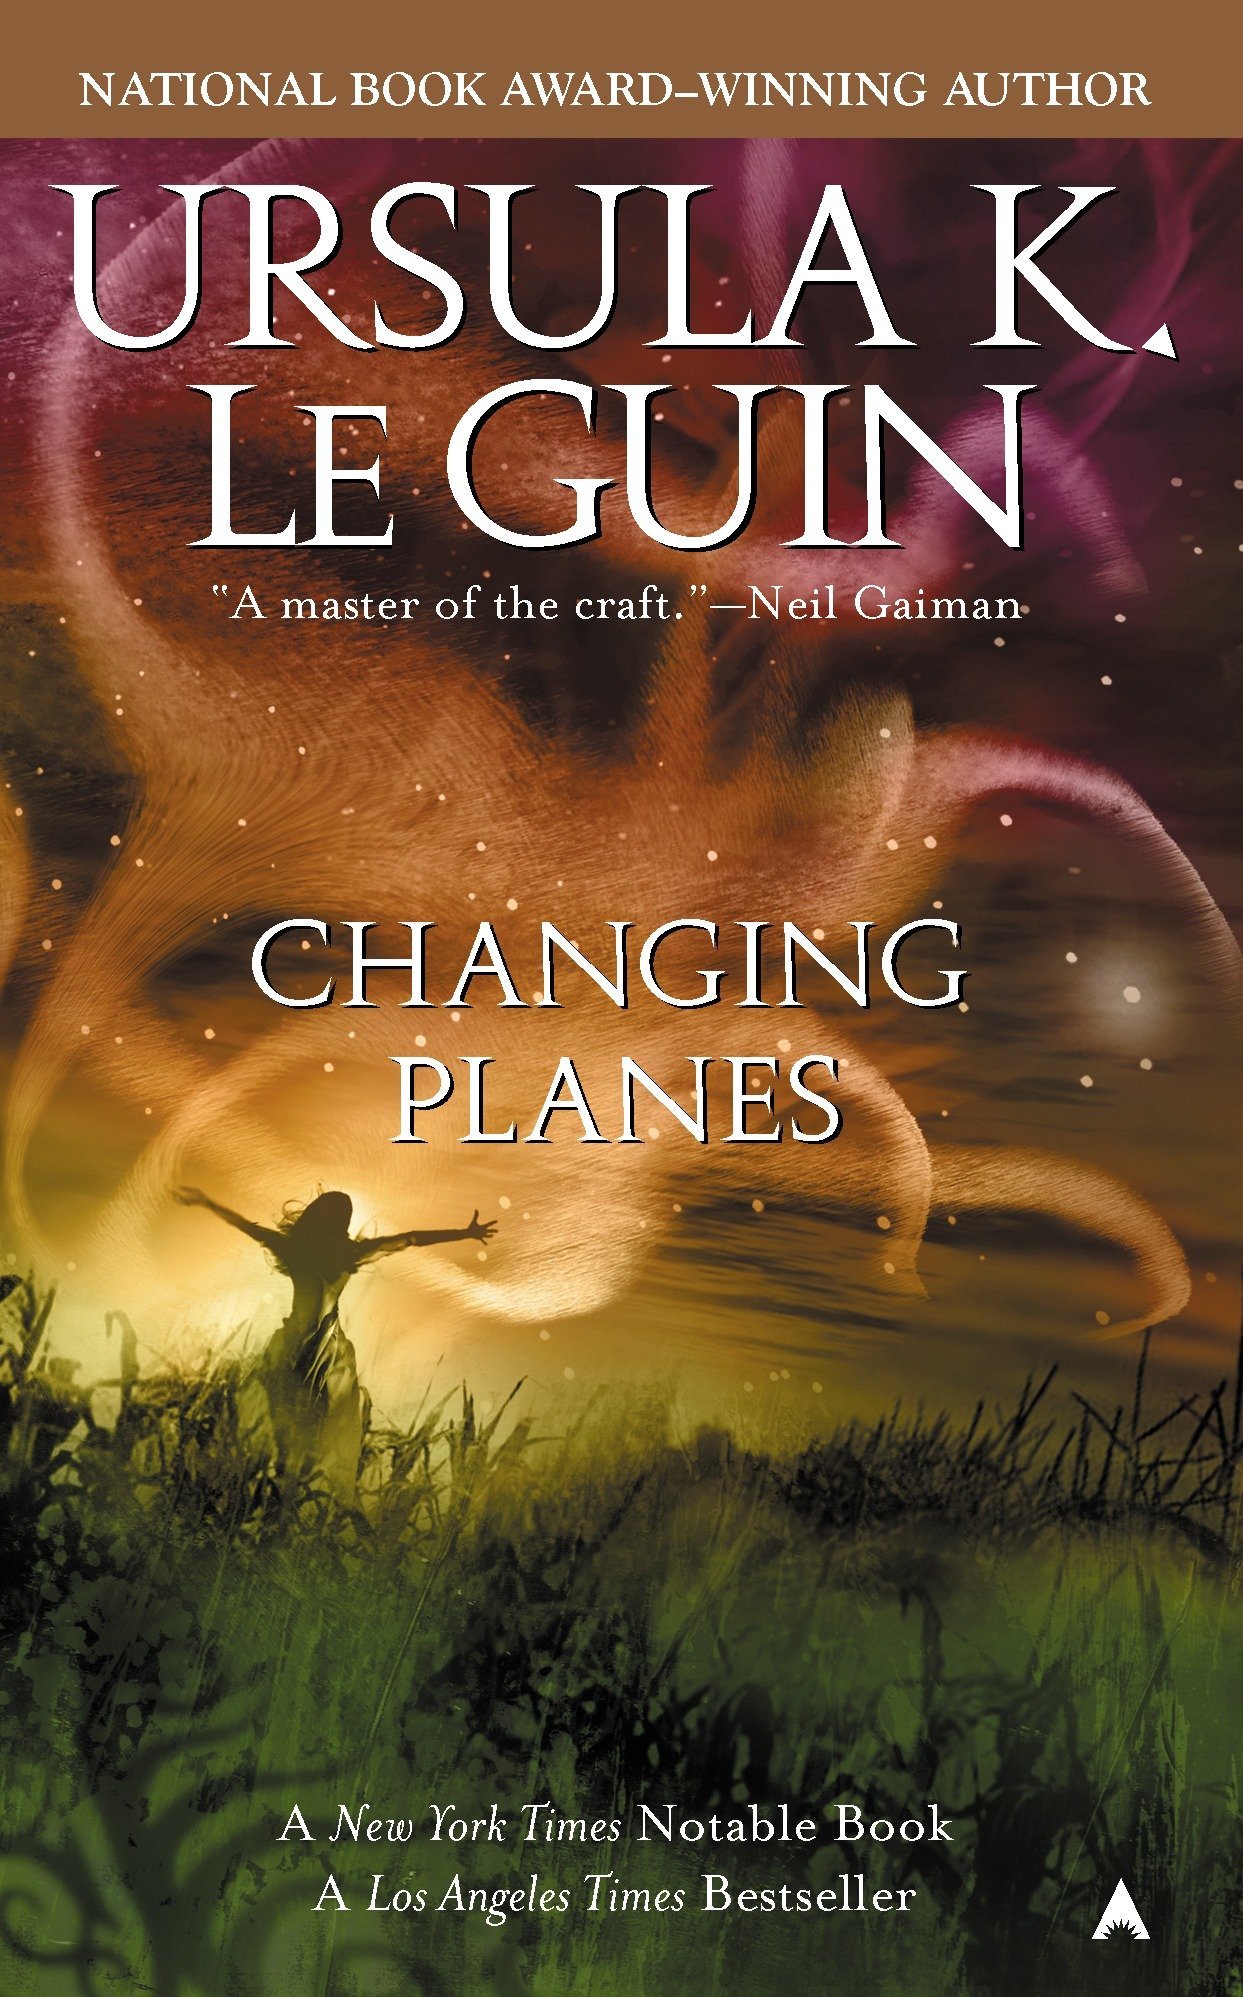 NATIONAL BOOK AWARD–WINNING AUTHOR
URSULA K.
LE GUIN
“A master of the craft.”—Neil Gaiman
CHANGING
PLANES
A New York Times Notable Book
A Los Angeles Times Bestseller